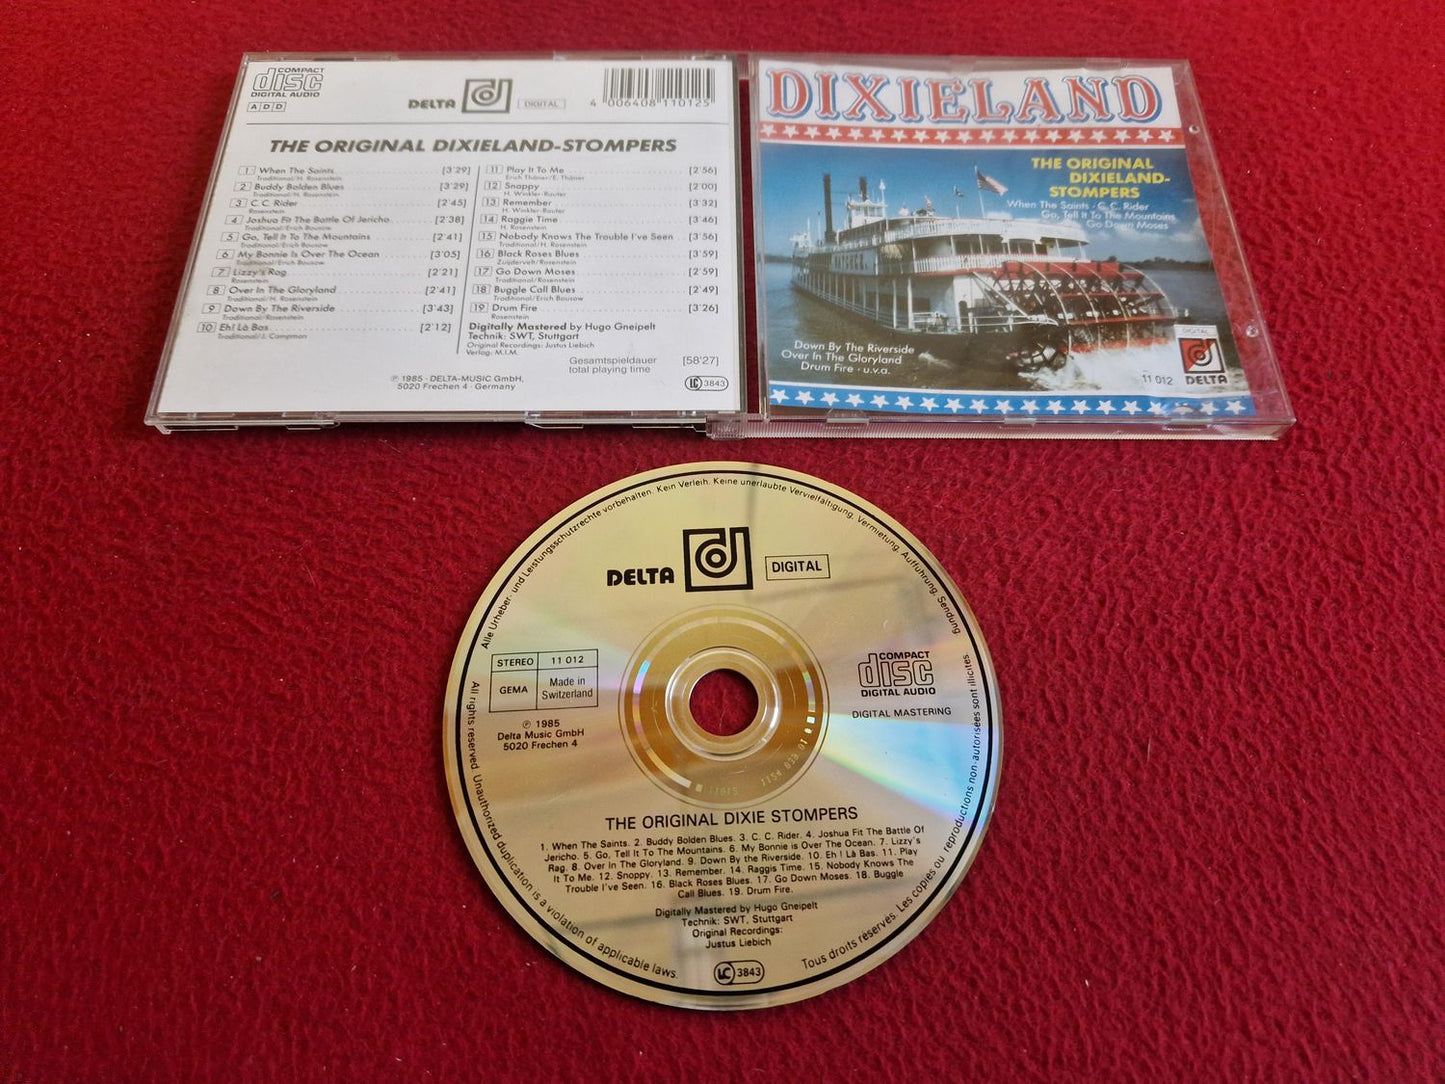 COMPACT
disc
DIGITAL AUDIO
A D D
DELTA
DIGITAL
4 006408 110125
THE ORIGINAL DIXIELAND-STOMPERS
1 When The Saints [3'29]
Traditional/H. Rosenstein
2 Buddy Bolden Blues [3'29]
Traditional/H. Rosenstein
3 C.C. Rider [2'45]
Rosenstein
4 Joshua Fit The Battle Of Jericho [2'38]
Traditional/Erich Bausow
5 Go, Tell It To The Mountains [2'41]
Traditional/Erich Bausow
6 My Bonnie Is Over The Ocean [3'05]
Traditional/Erich Bausow
7 Lizzy's Rag [2'21]
Rosenstein
8 Over In The Gloryland [2'41]
Traditional/H. Rosenstein
9 Down By The Riverside [3'43]
Traditional/H. Rosenstein
10 Eh! Là Bas [2'12]
Traditional/J. Campman
11 Play It To Me [2'56]
Erich Thäner/E. Thäner
12 Snappy [2'00]
H. Winkler-Rauter
13 Remember [3'32]
H. Winkler-Rauter
14 Raggie Time [3'46]
H. Rosenstein
15 Nobody Knows The Trouble I've Seen [3'56]
Traditional/H. Rosenstein
16 Black Roses Blues [3'59]
Zuijdervelt/Rosenstein
17 Go Down Moses [2'59]
Traditional/Rosenstein
18 Buggle Call Blues [2'49]
Traditional/Erich Bausow
19 Drum Fire [3'26]
Rosenstein
Digitally Mastered by Hugo Gneipelt
Technik: SWT, Stuttgart
Original Recordings: Justus Liebich
Verlag: M.I.M.
Gesamtspieldauer
total playing time [58'27]
℗ 1985 · DELTA-MUSIC GmbH,
5020 Frechen 4 · Germany
LC 3843
DIXIELAND
THE ORIGINAL
DIXIELAND-
STOMPERS
When The Saints · C.C. Rider
Go, Tell It To The Mountains
Go Down Moses
NATCHEZ
Down By The Riverside
Over In The Gloryland
Drum Fire · u.v.a.
DIGITAL
11 012
DELTA
Alle Urheber- und Leistungsschutzrechte vorbehalten. Kein Verleih. Keine unerlaubte Vervielfältigung, Vermietung, Aufführung, Sendung.
DELTA
DIGITAL
STEREO 11 012
GEMA Made in
Switzerland
℗ 1985
Delta Music GmbH
5020 Frechen 4
COMPACT
disc
DIGITAL AUDIO
DIGITAL MASTERING
THE ORIGINAL DIXIE STOMPERS
1. When The Saints. 2. Buddy Bolden Blues. 3. C. C. Rider. 4. Joshua Fit The Battle Of
Jericho. 5. Go, Tell It To The Mountains. 6. My Bonnie is Over The Ocean. 7. Lizzy's
Rag. 8. Over In The Gloryland. 9. Down By the Riverside. 10. Eh! Là Bas. 11. Play
It To Me. 12. Snoppy. 13. Remember. 14. Raggis Time. 15. Nobody Knows The
Trouble I've Seen. 16. Black Roses Blues. 17. Go Down Moses. 18. Buggle
Call Blues. 19. Drum Fire.
Digitally Mastered by Hugo Gneipelt
Technik: SWT, Stuttgart
Original Recordings:
Justus Liebich
LC 3843
All rights reserved. Unauthorized duplication is a violation of applicable laws.
Tous droits réservés. Les copies ou reproductions non-autorisées sont illicites.